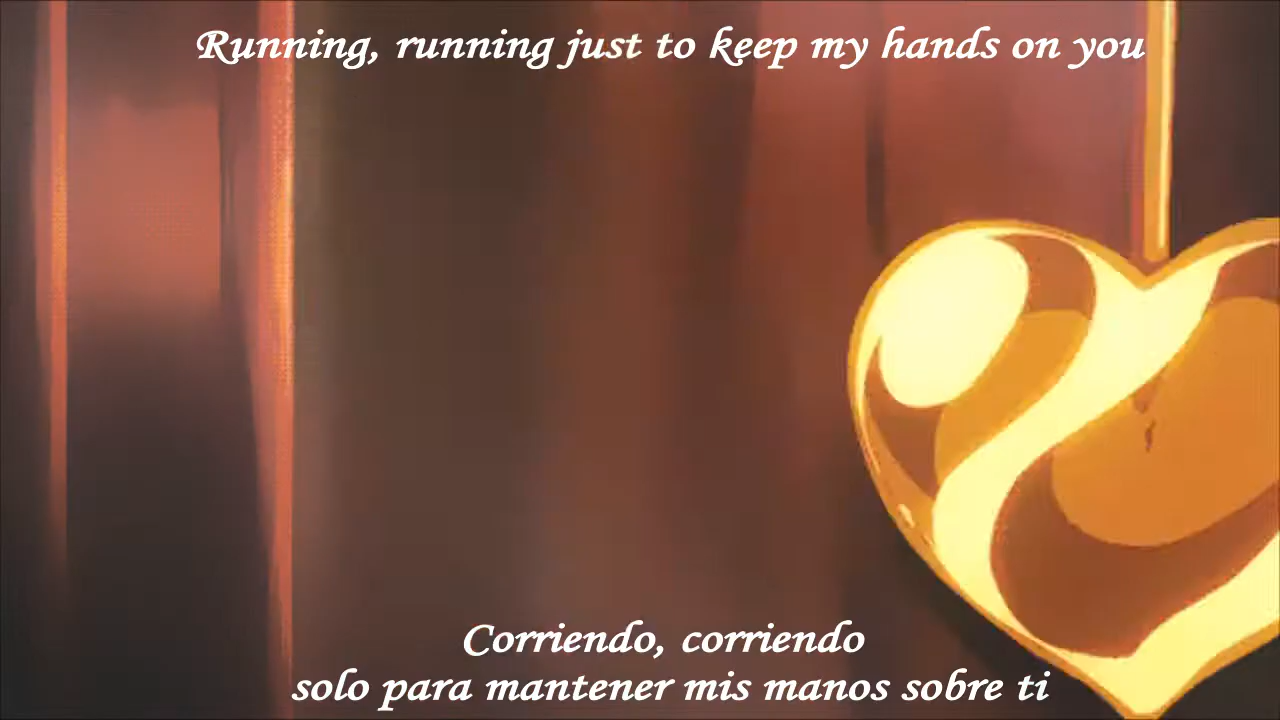 Running, running just to keep my hands on you
Corriendo, corriendo
solo para mantener mis manos sobre ti